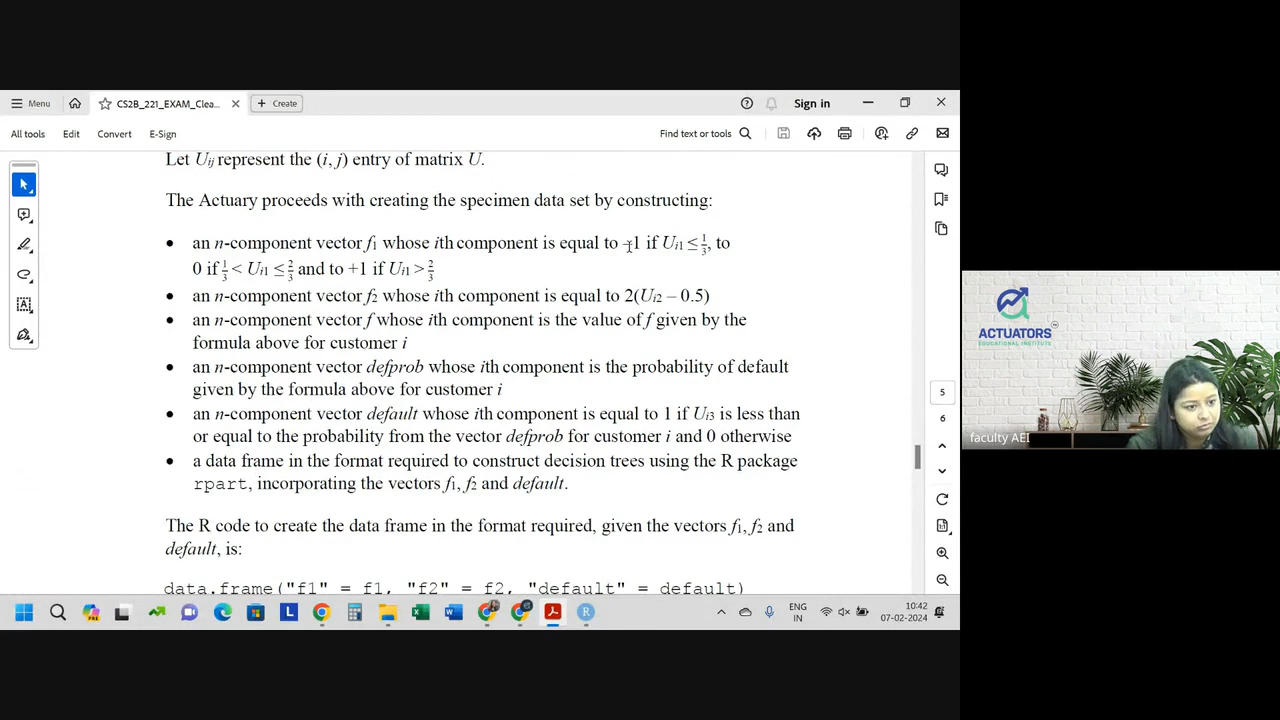 Menu
CS2B_221_EXAM_Clea...
Create
Sign in
All tools
Edit
Convert
E-Sign
Find text or tools
Let Uij represent the (i, j) entry of matrix U.
The Actuary proceeds with creating the specimen data set by constructing:
• an n-component vector f1 whose ith component is equal to −1 if Ui1 ≤ 1/3, to
0 if 1/3 < Ui1 ≤ 2/3 and to +1 if Ui1 > 2/3
• an n-component vector f2 whose ith component is equal to 2(Ui2 – 0.5)
• an n-component vector f whose ith component is the value of f given by the
formula above for customer i
• an n-component vector defprob whose ith component is the probability of default
given by the formula above for customer i
• an n-component vector default whose ith component is equal to 1 if Ui3 is less than
or equal to the probability from the vector defprob for customer i and 0 otherwise
• a data frame in the format required to construct decision trees using the R package
rpart, incorporating the vectors f1, f2 and default.
The R code to create the data frame in the format required, given the vectors f1, f2 and
default, is:
data.frame("f1" = f1, "f2" = f2, "default" = default)
5
6
ENG
IN
10:42
07-02-2024
ACTUATORS
EDUCATIONAL INSTITUTE
faculty AEI